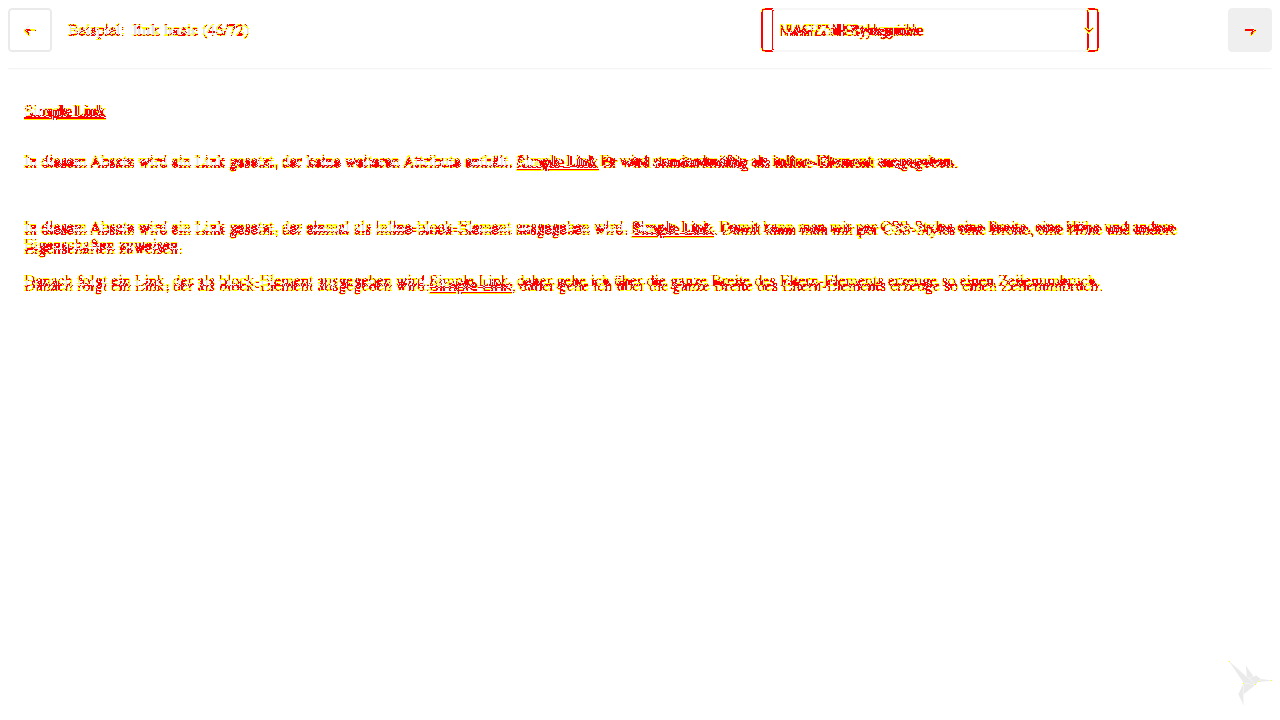 ← Beispiel: link basic (46/72) →
Simple Link
In diesem Absatz wird ein Link gesetzt, der keine weiteren Attribute enthält. Simple Link Er wird standardmäßig als inline-Element ausgegeben.
In diesem Absatz wird ein Link gesetzt, der einmal als inline-block-Element ausgegeben wird. Simple Link. Damit kann man mir per CSS-Styles eine Breite, eine Höhe und andere
Eigenschaften zuweisen.
Danach folgt ein Link, der als block-Element ausgegeben wird Simple Link, daher gehe ich über die ganze Breite des Eltern-Elements erzeuge so einen Zeilenumbruch.